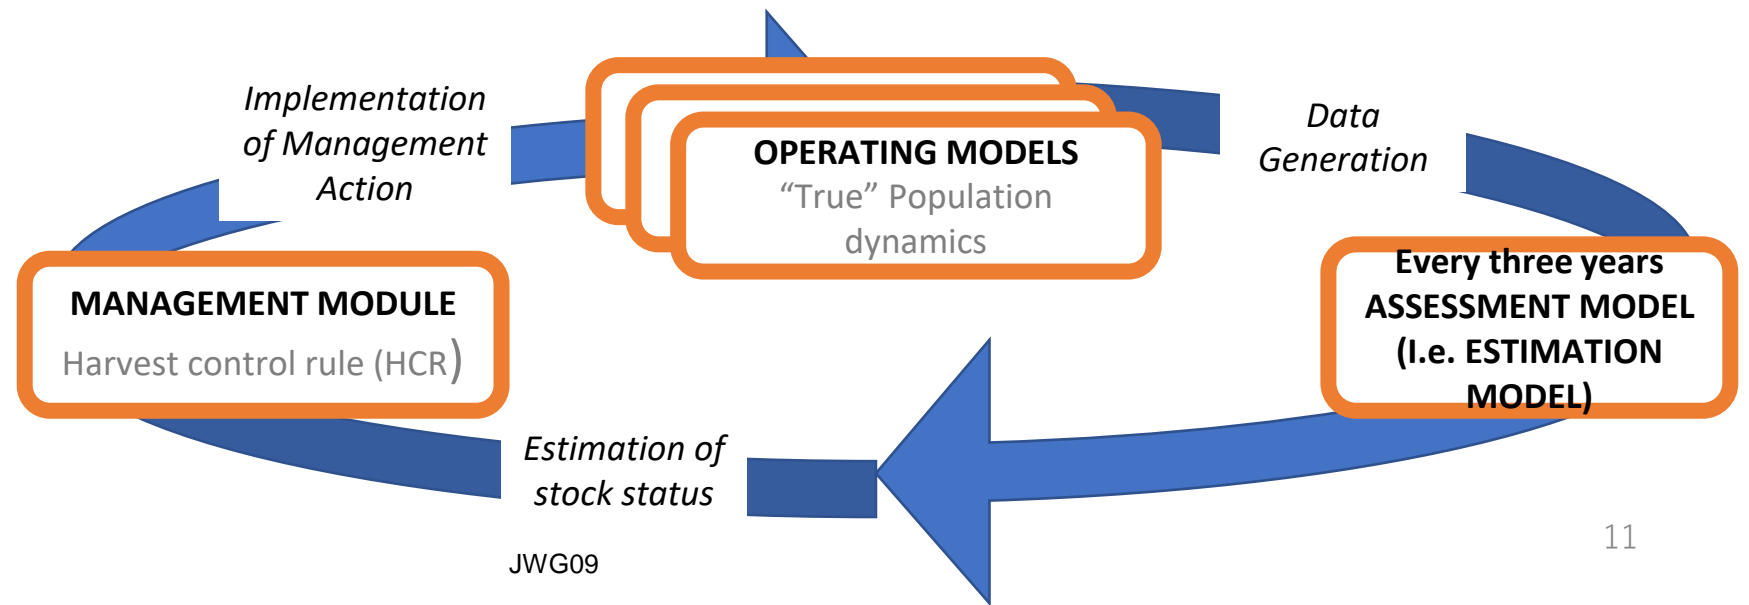 Implementation
of Management
Action
OPERATING MODELS
“True” Population
dynamics
Data
Generation
MANAGEMENT MODULE
Harvest control rule (HCR)
Every three years
ASSESSMENT MODEL
(I.e. ESTIMATION
MODEL)
Estimation of
stock status
JWG09
11